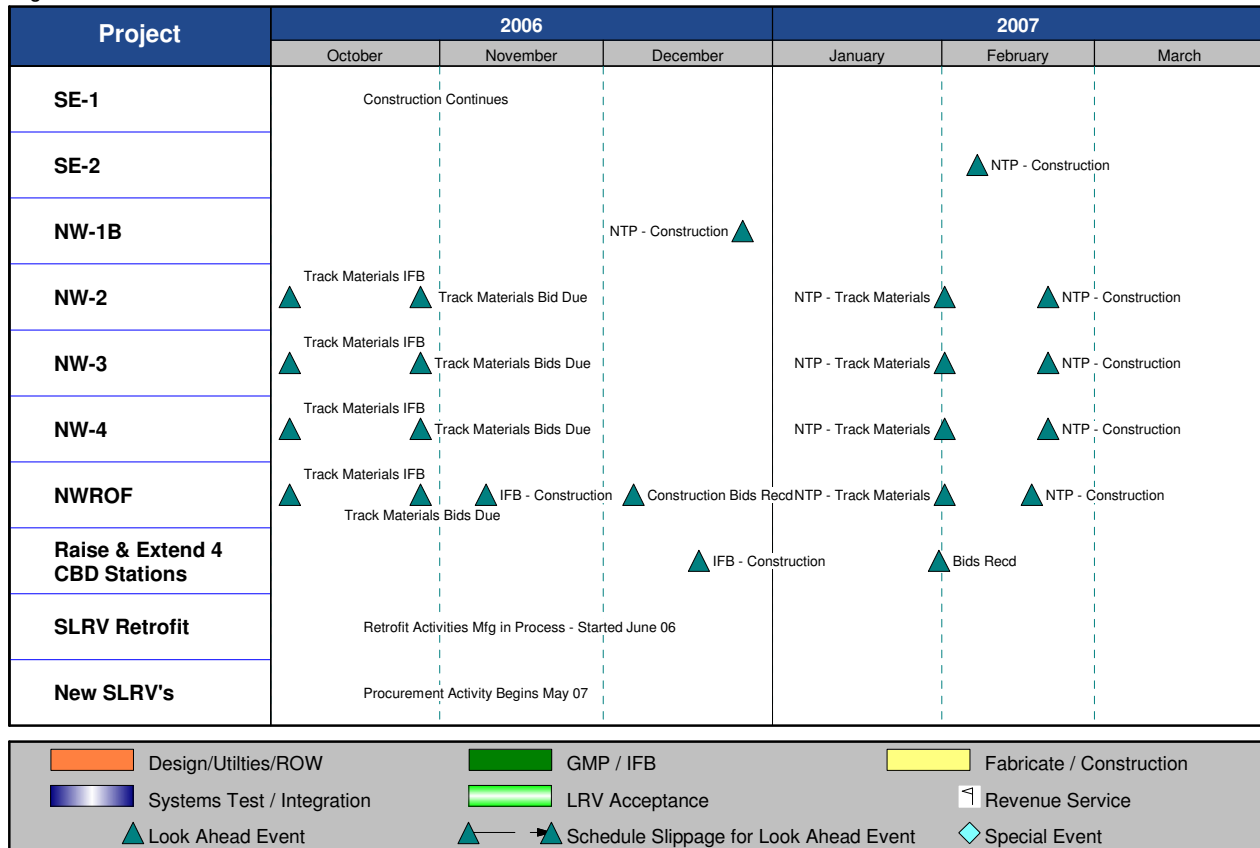 Project
2006
2007
October
November
December
January
February
March
SE-1
Construction Continues
SE-2
NTP - Construction
NW-1B
NTP - Construction
NW-2
Track Materials IFB
Track Materials Bid Due
NTP - Track Materials
NTP - Construction
NW-3
Track Materials IFB
Track Materials Bids Due
NTP - Track Materials
NTP - Construction
NW-4
Track Materials IFB
Track Materials Bids Due
NTP - Track Materials
NTP - Construction
NWROF
Track Materials IFB
Track Materials Bids Due
IFB - Construction
Construction Bids Recd
NTP - Track Materials
NTP - Construction
Raise & Extend 4
CBD Stations
IFB - Construction
Bids Recd
SLRV Retrofit
Retrofit Activities Mfg in Process - Started June 06
New SLRV's
Procurement Activity Begins May 07
Design/Utilties/ROW
GMP / IFB
Fabricate / Construction
Systems Test / Integration
LRV Acceptance
Revenue Service
Look Ahead Event
Schedule Slippage for Look Ahead Event
Special Event